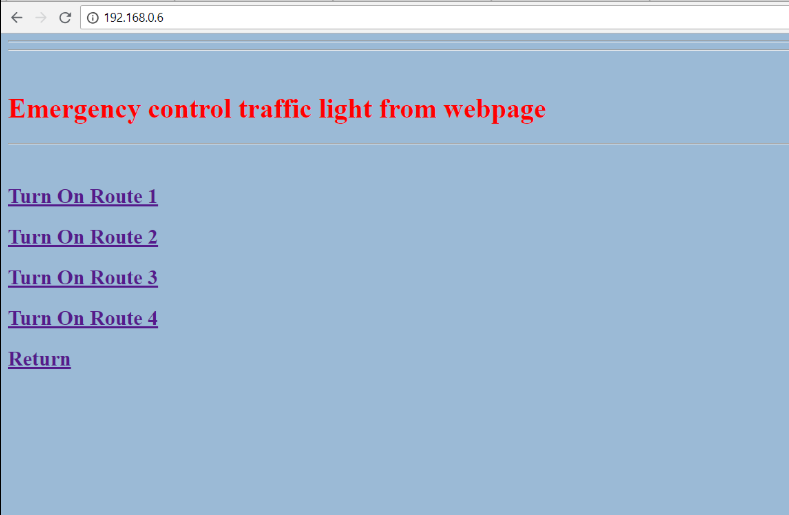 192.168.0.6
Emergency control traffic light from webpage
Turn On Route 1
Turn On Route 2
Turn On Route 3
Turn On Route 4
Return